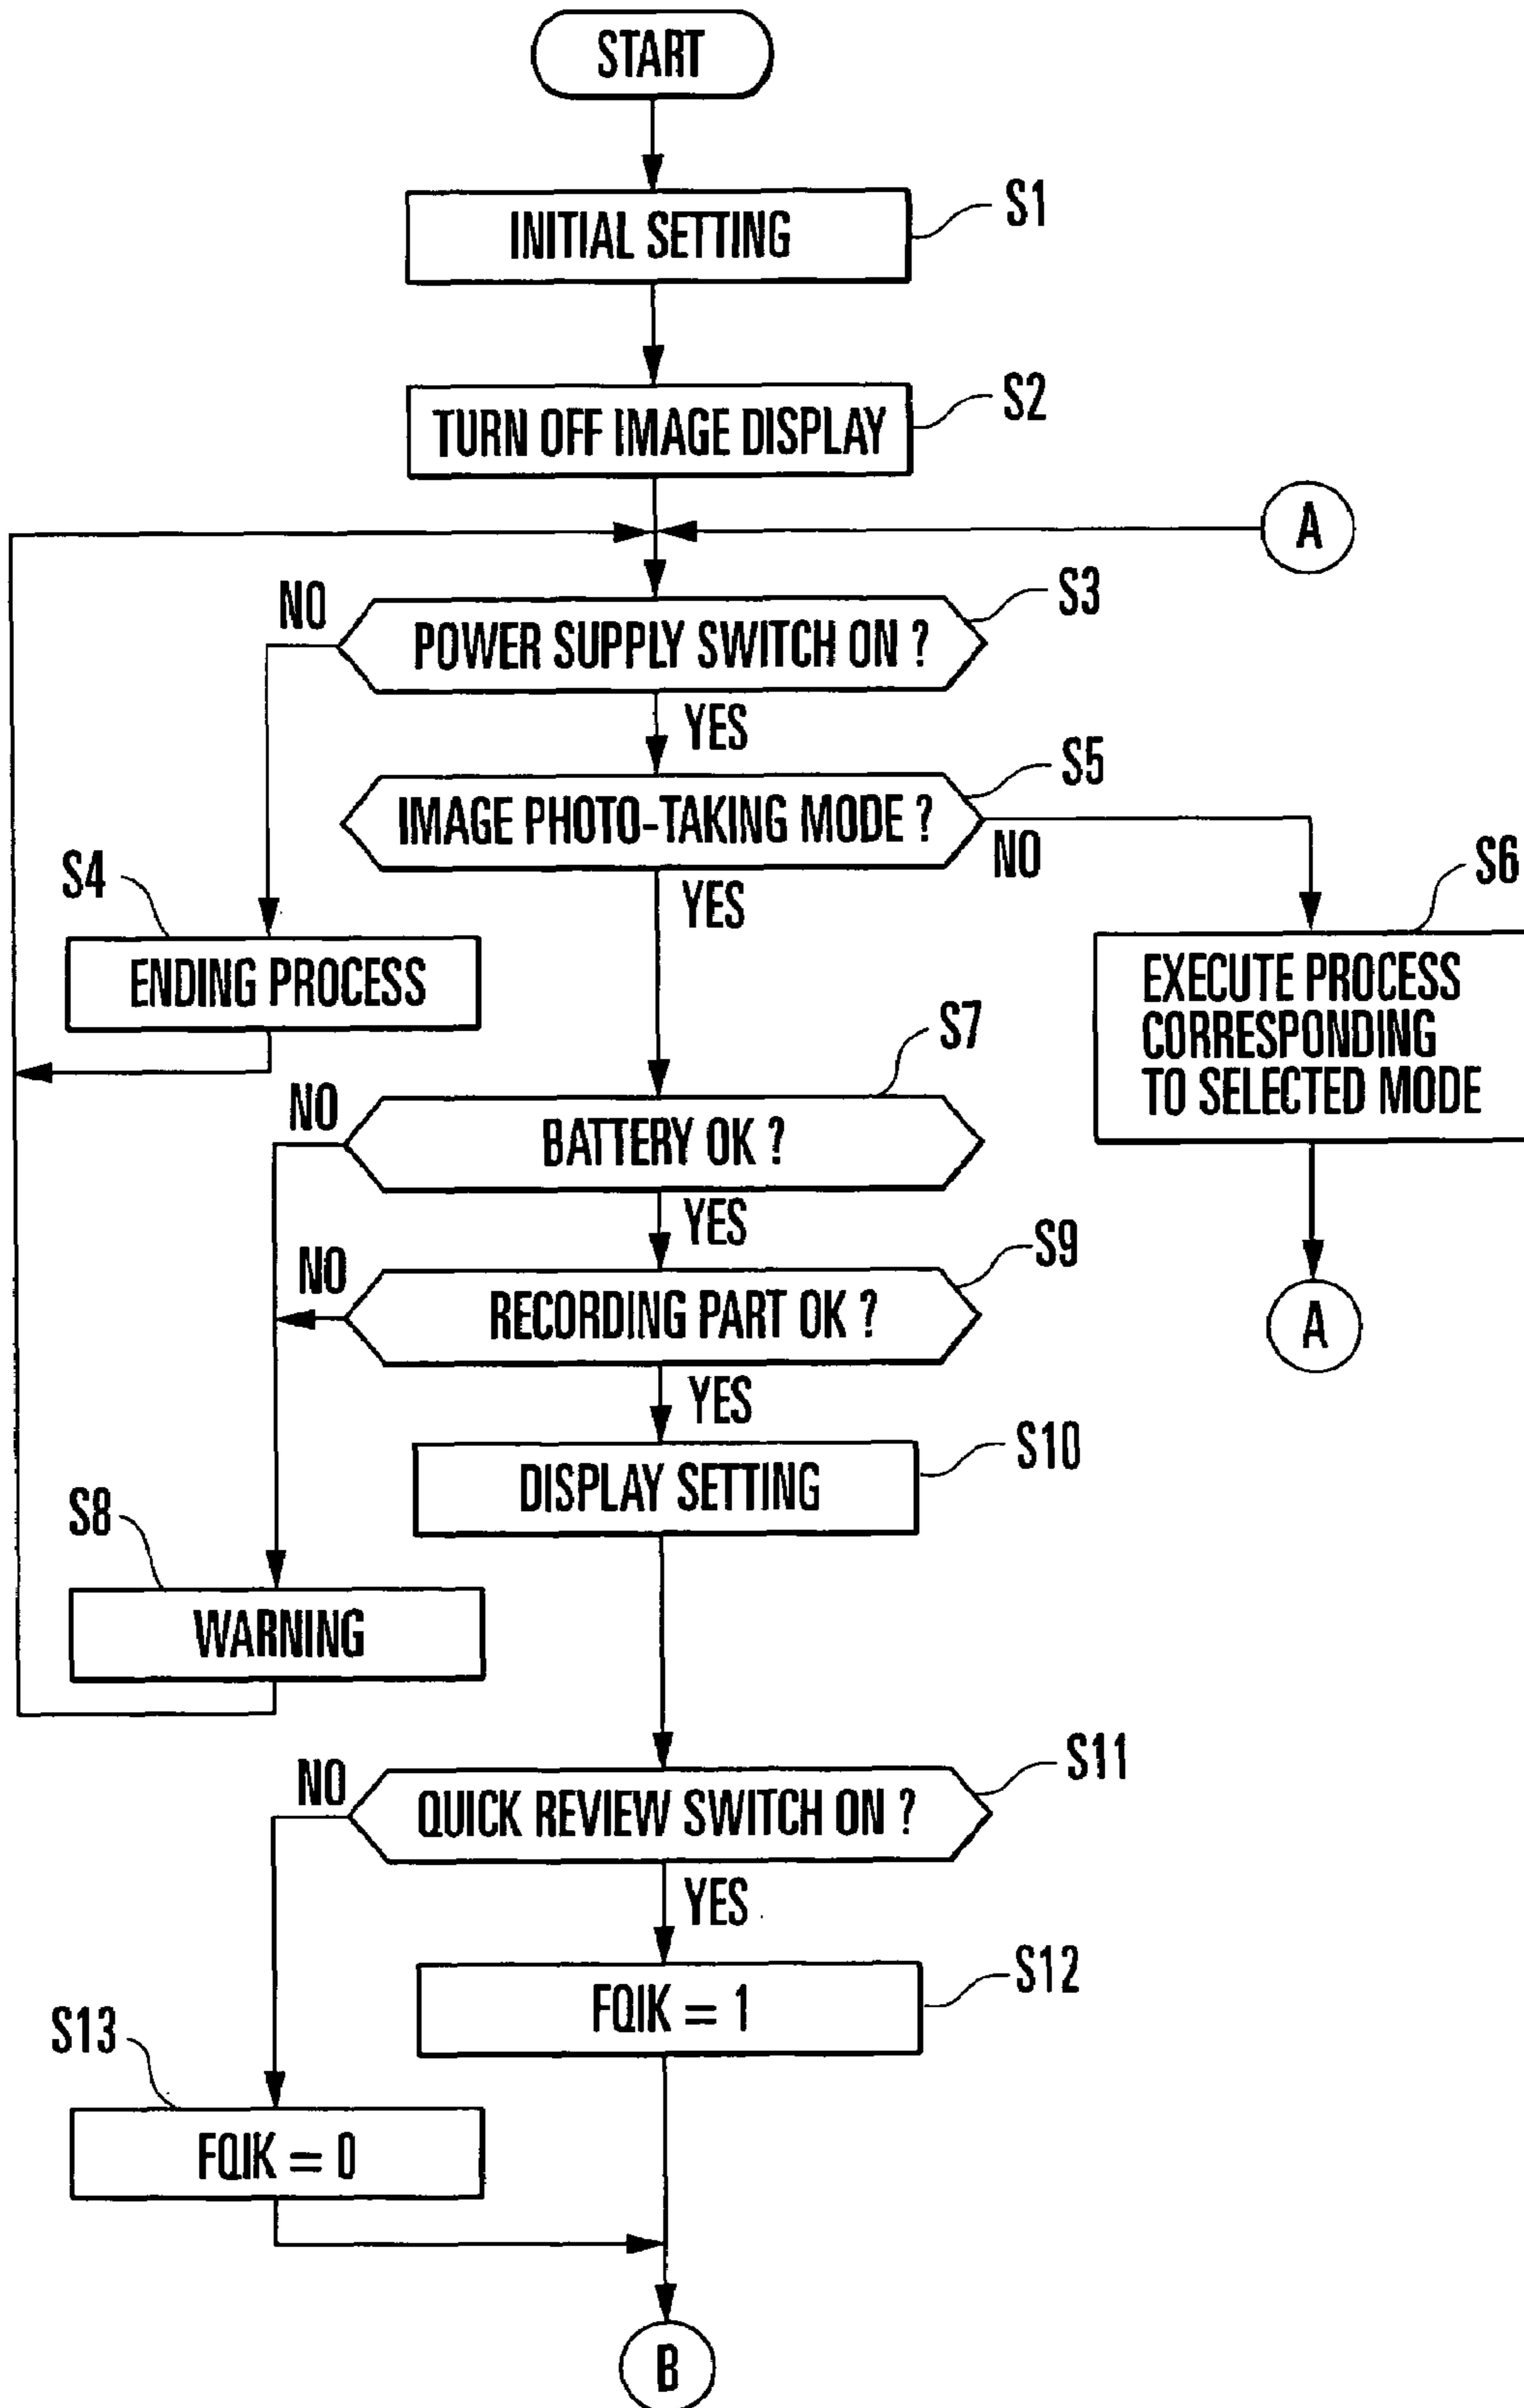 START
INITIAL SETTING
S1
TURN OFF IMAGE DISPLAY
S2
A
NO
POWER SUPPLY SWITCH ON ?
S3
YES
IMAGE PHOTO-TAKING MODE ?
S5
NO
YES
S4
ENDING PROCESS
S6
EXECUTE PROCESS
CORRESPONDING
TO SELECTED MODE
A
S7
NO
BATTERY OK ?
YES
S9
NO
RECORDING PART OK ?
YES
S10
DISPLAY SETTING
S8
WARNING
S11
NO
QUICK REVIEW SWITCH ON ?
YES
S12
FQIK = 1
S13
FQIK = 0
B